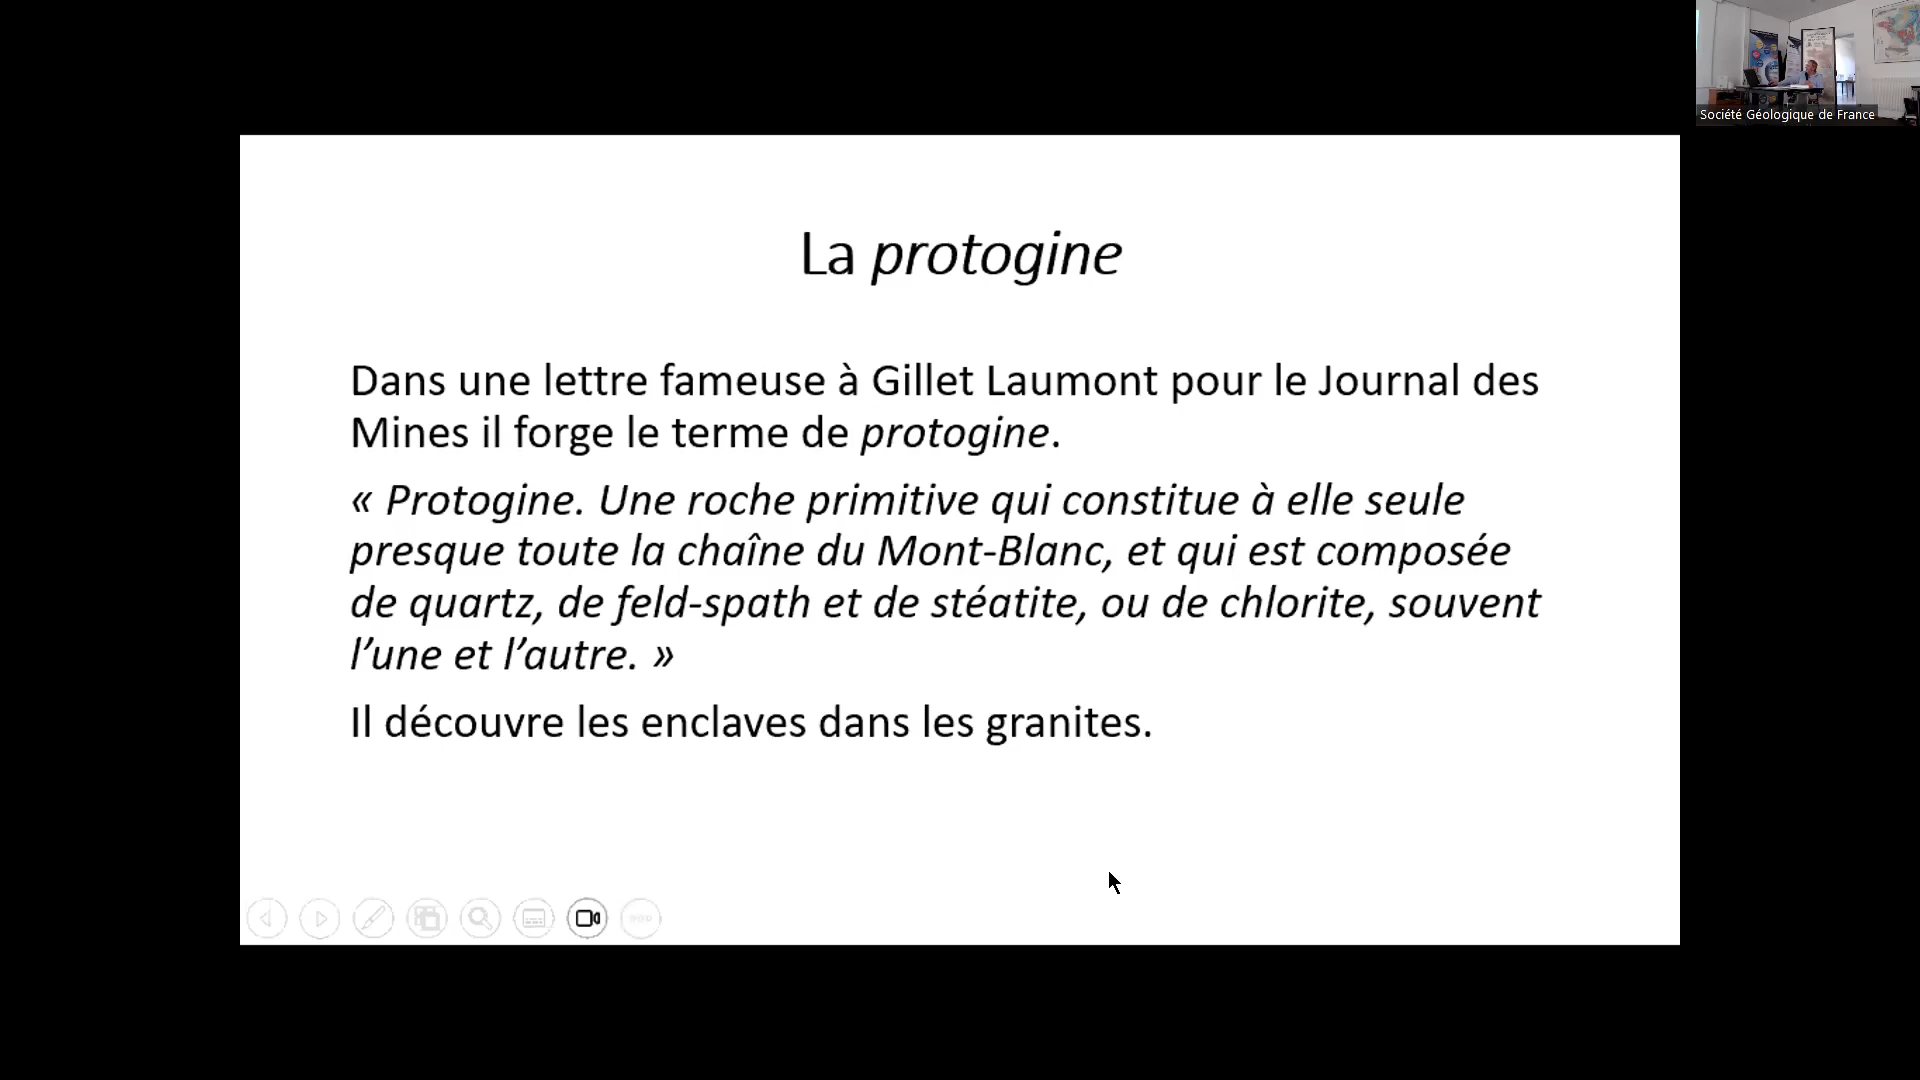 Société Géologique de France
La protogine
Dans une lettre fameuse à Gillet Laumont pour le Journal des
Mines il forge le terme de protogine.
« Protogine. Une roche primitive qui constitue à elle seule
presque toute la chaîne du Mont-Blanc, et qui est composée
de quartz, de feld-spath et de stéatite, ou de chlorite, souvent
l’une et l’autre. »
Il découvre les enclaves dans les granites.